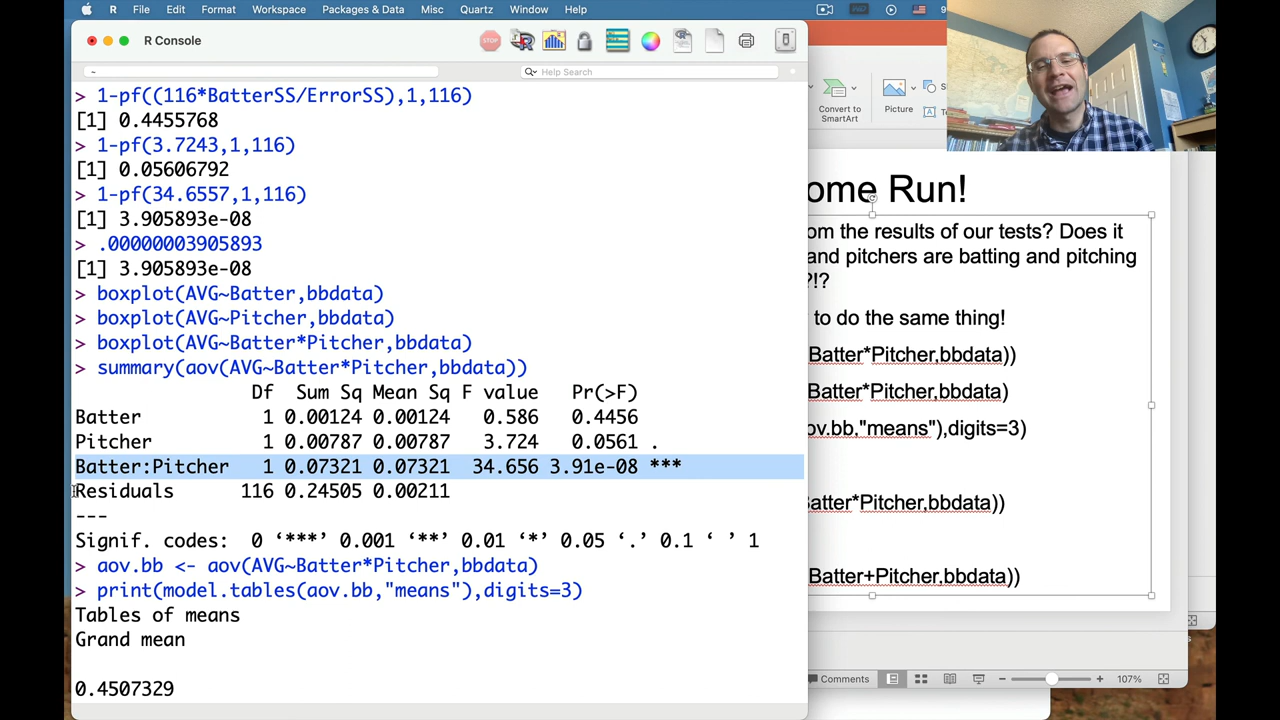 R File Edit Format Workspace Packages & Data Misc Quartz Window Help
R Console
STOP
~
Help Search
> 1-pf((116*BatterSS/ErrorSS),1,116)
[1] 0.4455768
> 1-pf(3.7243,1,116)
[1] 0.05606792
> 1-pf(34.6557,1,116)
[1] 3.905893e-08
> .00000003905893
[1] 3.905893e-08
> boxplot(AVG~Batter,bbdata)
> boxplot(AVG~Pitcher,bbdata)
> boxplot(AVG~Batter*Pitcher,bbdata)
> summary(aov(AVG~Batter*Pitcher,bbdata))
Df Sum Sq Mean Sq F value Pr(>F)
Batter 1 0.00124 0.00124 0.586 0.4456
Pitcher 1 0.00787 0.00787 3.724 0.0561 .
Batter:Pitcher 1 0.07321 0.07321 34.656 3.91e-08 ***
Residuals 116 0.24505 0.00211
---
Signif. codes: 0 ‘***’ 0.001 ‘**’ 0.01 ‘*’ 0.05 ‘.’ 0.1 ‘ ’ 1
> aov.bb <- aov(AVG~Batter*Pitcher,bbdata)
> print(model.tables(aov.bb,"means"),digits=3)
Tables of means
Grand mean
0.4507329
Convert to
SmartArt
Picture
ome Run!
om the results of our tests? Does it
and pitchers are batting and pitching
?!?
to do the same thing!
Batter*Pitcher,bbdata))
Batter*Pitcher,bbdata)
ov.bb,"means"),digits=3)
Batter*Pitcher,bbdata))
Batter+Pitcher,bbdata))
Comments
107%